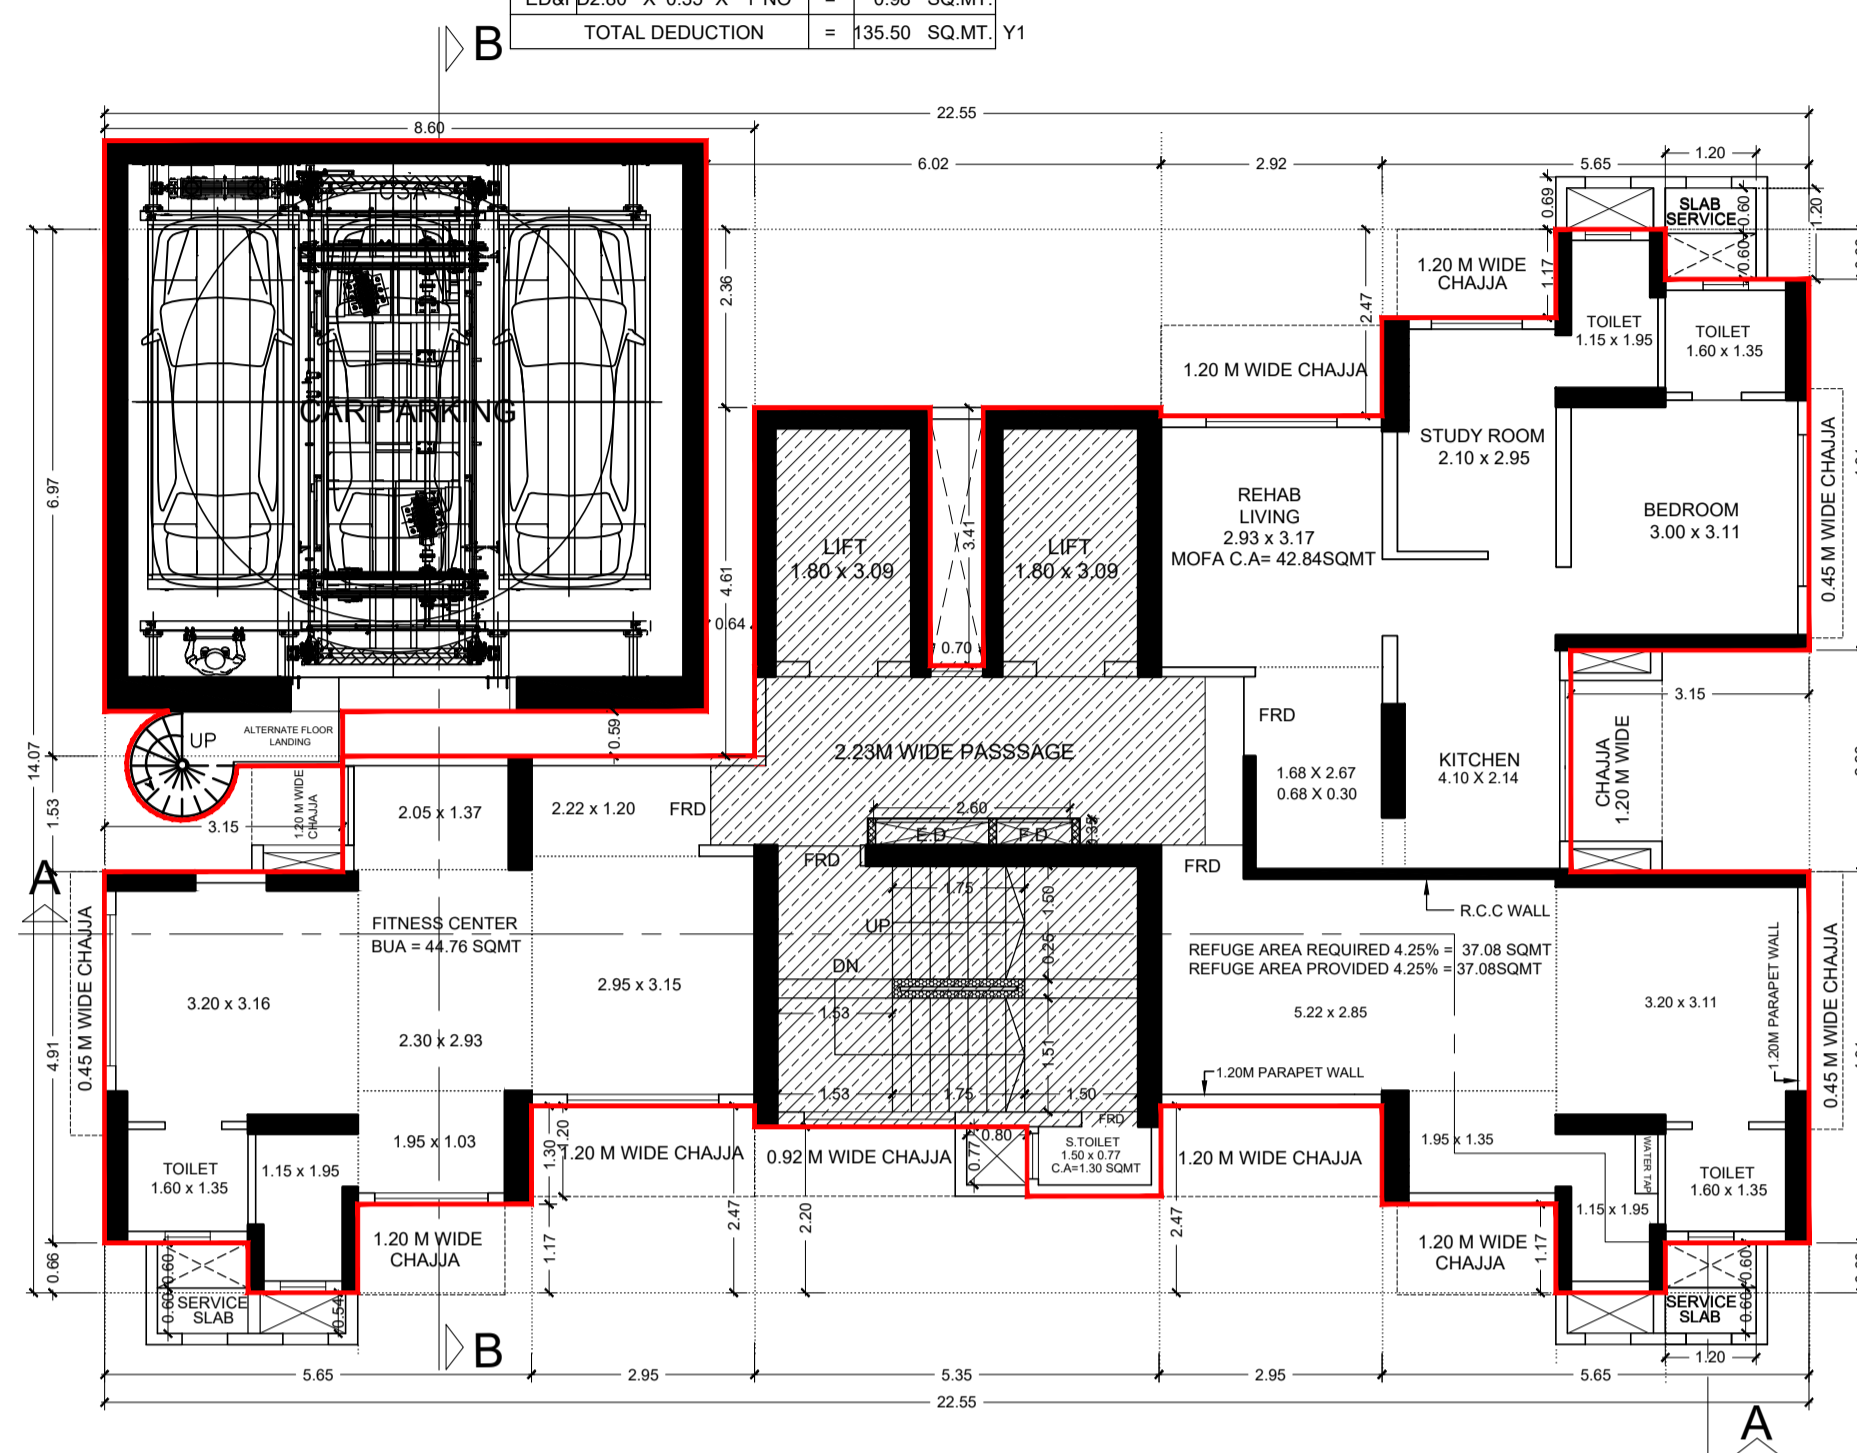 TOTAL DEDUCTION = 135.50 SQ.MT. Y1
B
22.55
8.60
6.02
2.92
5.65
1.20
0.69
SLAB
SERVICE
0.60
0.60
1.20
CAR PARKING
2.36
2.47
1.20 M WIDE
CHAJJA
1.17
TOILET
1.15 x 1.95
TOILET
1.60 x 1.35
1.20 M WIDE CHAJJA
STUDY ROOM
2.10 x 2.95
BEDROOM
3.00 x 3.11
0.45 M WIDE CHAJJA
REHAB
LIVING
2.93 x 3.17
MOFA C.A= 42.84SQMT
LIFT
1.80 x 3.09
3.41
0.70
LIFT
1.80 x 3.09
6.97
4.61
0.64
14.07
1.53
UP
ALTERNATE FLOOR
LANDING
0.59
2.23M WIDE PASSSAGE
FRD
1.68 X 2.67
0.68 X 0.30
KITCHEN
4.10 x 2.14
CHAJJA
1.20 M WIDE
3.15
3.15
1.20 M WIDE
CHAJJA
2.05 x 1.37
2.22 x 1.20
FRD
2.60
E.D
F.D
0.35
FRD
FRD
A
FITNESS CENTER
BUA = 44.76 SQMT
0.45 M WIDE CHAJJA
3.20 x 3.16
2.30 x 2.93
2.95 x 3.15
4.91
UP
DN
1.75
1.50
0.25
1.53
1.51
1.53
1.75
1.50
R.C.C WALL
REFUGE AREA REQUIRED 4.25% = 37.08 SQMT
REFUGE AREA PROVIDED 4.25% = 37.08SQMT
5.22 x 2.85
3.20 x 3.11
1.20M PARAPET WALL
0.45 M WIDE CHAJJA
1.20M PARAPET WALL
FRD
S.TOILET
1.50 x 0.77
C.A=1.30 SQMT
0.80
0.77
1.95 x 1.03
1.30
1.20
1.20 M WIDE CHAJJA
0.92 M WIDE CHAJJA
1.20 M WIDE CHAJJA
1.95 x 1.35
WATER TAP
TOILET
1.60 x 1.35
1.15 x 1.95
TOILET
1.60 x 1.35
1.15 x 1.95
1.20 M WIDE
CHAJJA
1.17
2.47
2.20
2.47
1.20 M WIDE
CHAJJA
1.17
0.66
0.60
0.60
SERVICE
SLAB
0.54
SERVICE
SLAB
0.60
0.60
1.20
B
5.65
2.95
5.35
2.95
5.65
22.55
A